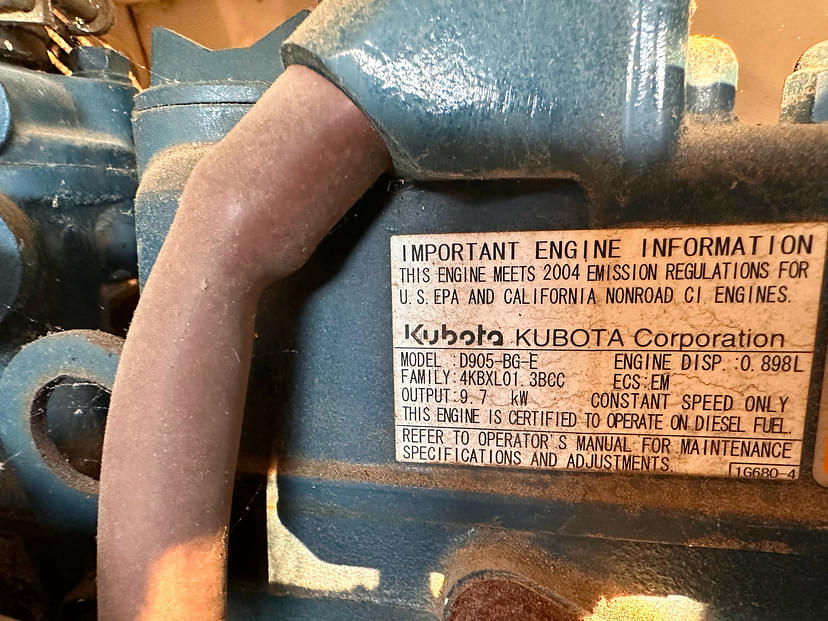 IMPORTANT ENGINE INFORMATION
THIS ENGINE MEETS 2004 EMISSION REGULATIONS FOR
U.S.EPA AND CALIFORNIA NONROAD CI ENGINES.
Kubota KUBOTA Corporation
MODEL :D905-BG-E ENGINE DISP.:0.898L
FAMILY:4KBXL01.3BCC ECS:EM
OUTPUT:9.7 kW CONSTANT SPEED ONLY
THIS ENGINE IS CERTIFIED TO OPERATE ON DIESEL FUEL.
REFER TO OPERATOR'S MANUAL FOR MAINTENANCE
SPECIFICATIONS AND ADJUSTMENTS.
1G680-4